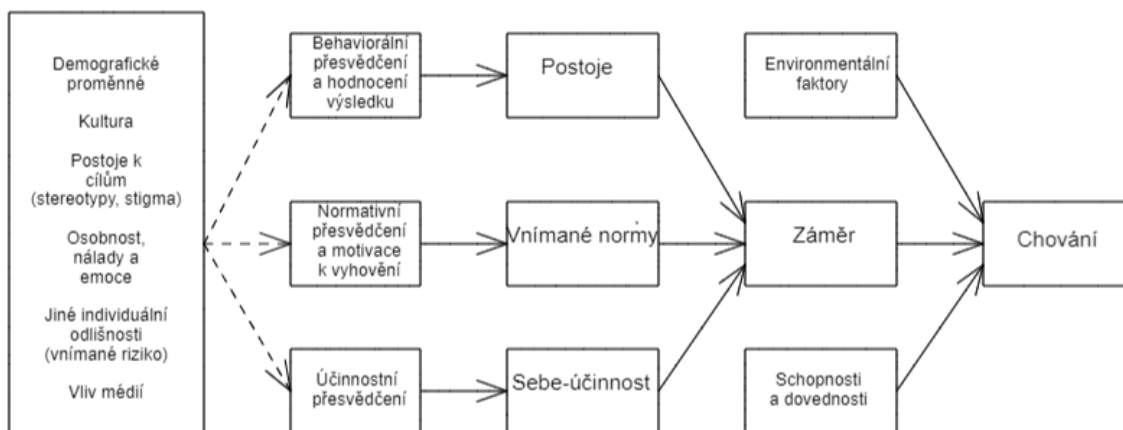 Demografické
proměnné
Kultura
Postoje k
cílům
(stereotypy, stigma)
Osobnost,
nálady a
emoce
Jiné individuální
odlišnosti
(vnímané riziko)
Vliv médií
Behaviorální
přesvědčení
a hodnocení
výsledku
Normativní
přesvědčení
a motivace
k vyhovění
Účinnostní
přesvědčení
Postoje
Vnímané normy
Sebe-účinnost
Environmentální
faktory
Záměr
Schopnosti
a dovednosti
Chování